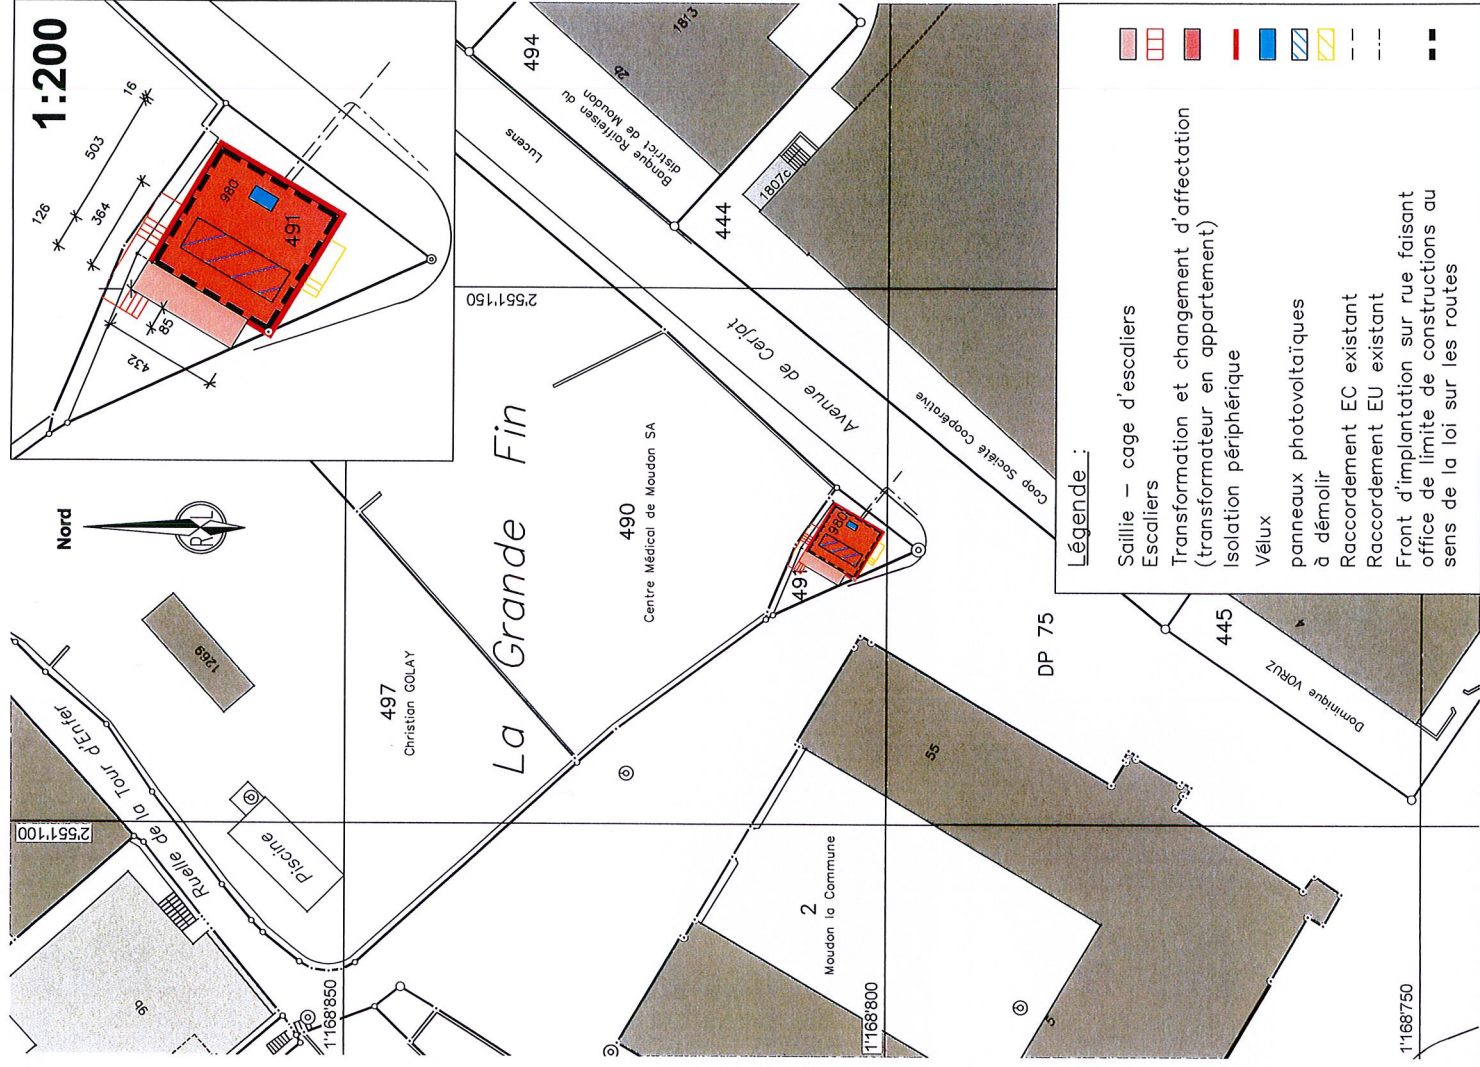 1:200
126
503
16
364
980
491
85
432
Nord
R L
1269
497
Christian GOLAY
La Grande Fin
490
Centre Médical de Moudon SA
Ruelle de la Tour d'Enfer
Piscine
9b
2'551'100
2'551'150
1'168'850
1'168'800
1'168'750
494
Banque Raiffeisen du
district de Moudon
2b
1813
Lucens
444
1807c
Avenue de Cerjat
Coop Société Coopérative
980
491
DP 75
445
Dominique VORUZ
4
55
2
Moudon la Commune
5
Légende :
Saillie – cage d'escaliers
Escaliers
Transformation et changement d'affectation
(transformateur en appartement)
Isolation périphérique
Vélux
panneaux photovoltaïques
à démolir
Raccordement EC existant
Raccordement EU existant
Front d'implantation sur rue faisant
office de limite de constructions au
sens de la loi sur les routes